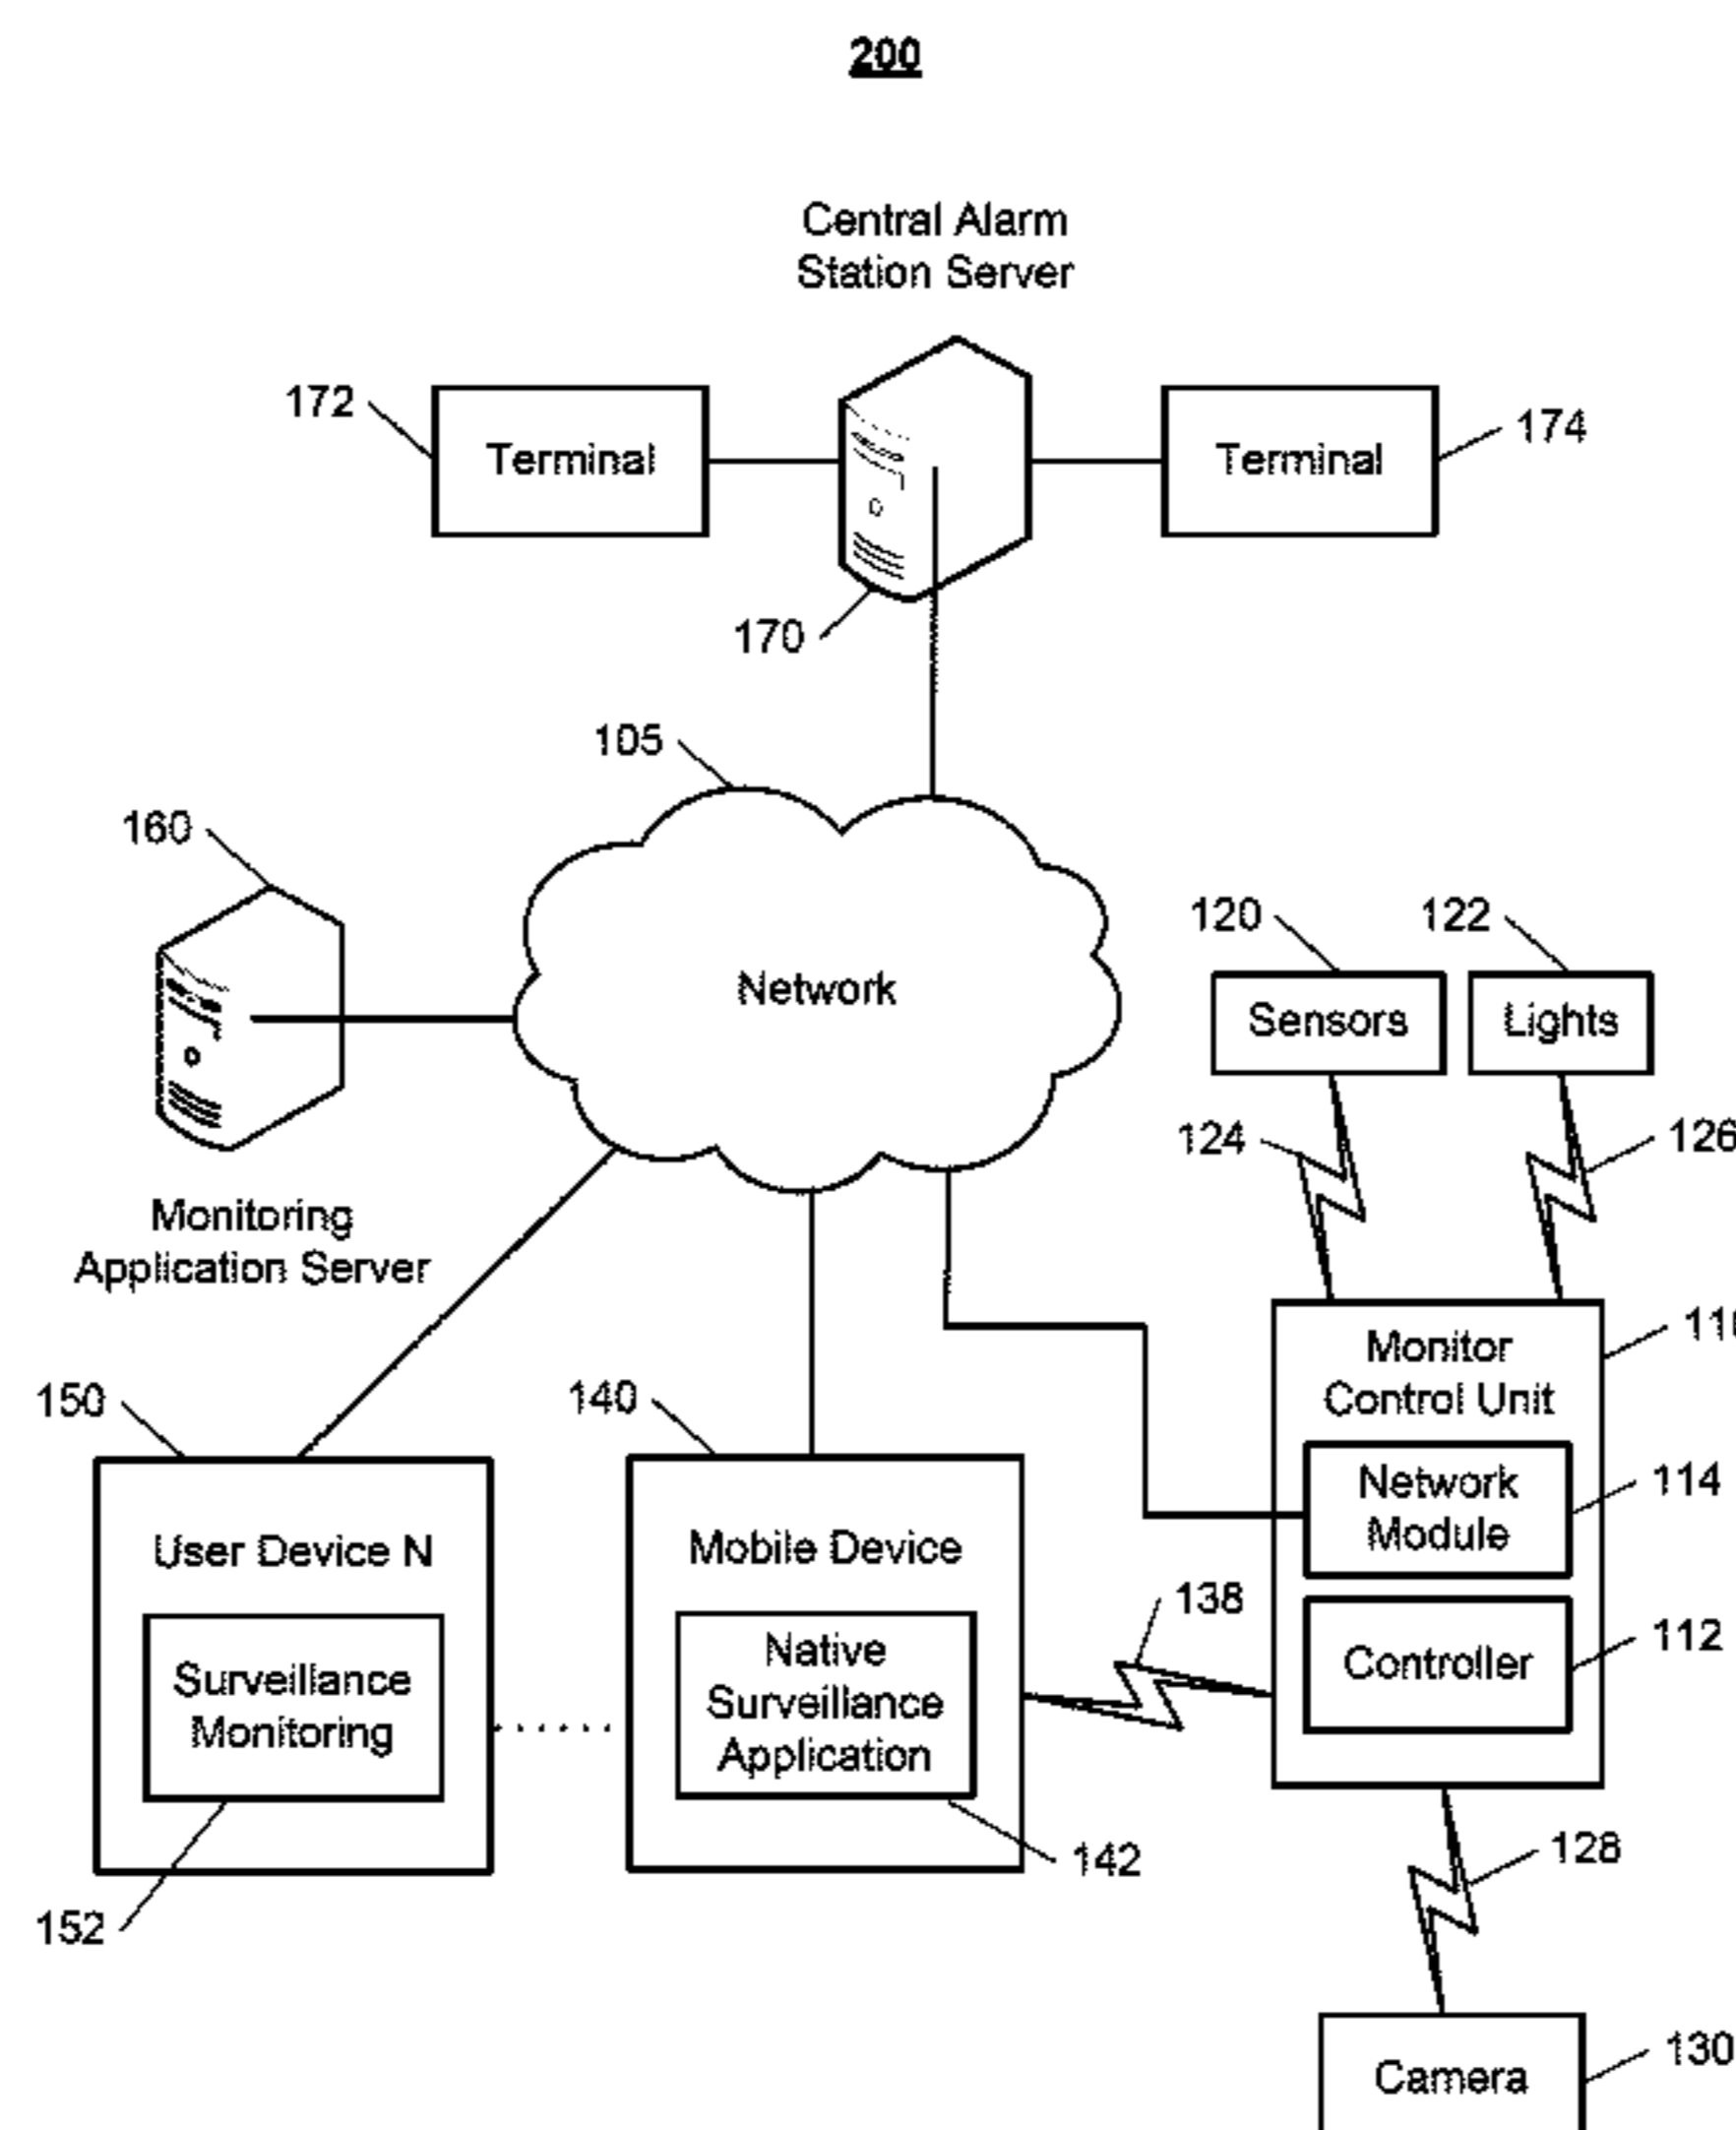 200
Central Alarm
Station Server
172
Terminal
Terminal
174
170
105
160
Network
120
122
Sensors
Lights
124
126
Monitoring
Application Server
Monitor
Control Unit
150
140
Network
Module
114
User Device N
Mobile Device
138
Controller
112
Surveillance
Monitoring
Native
Surveillance
Application
142
128
152
Camera
130